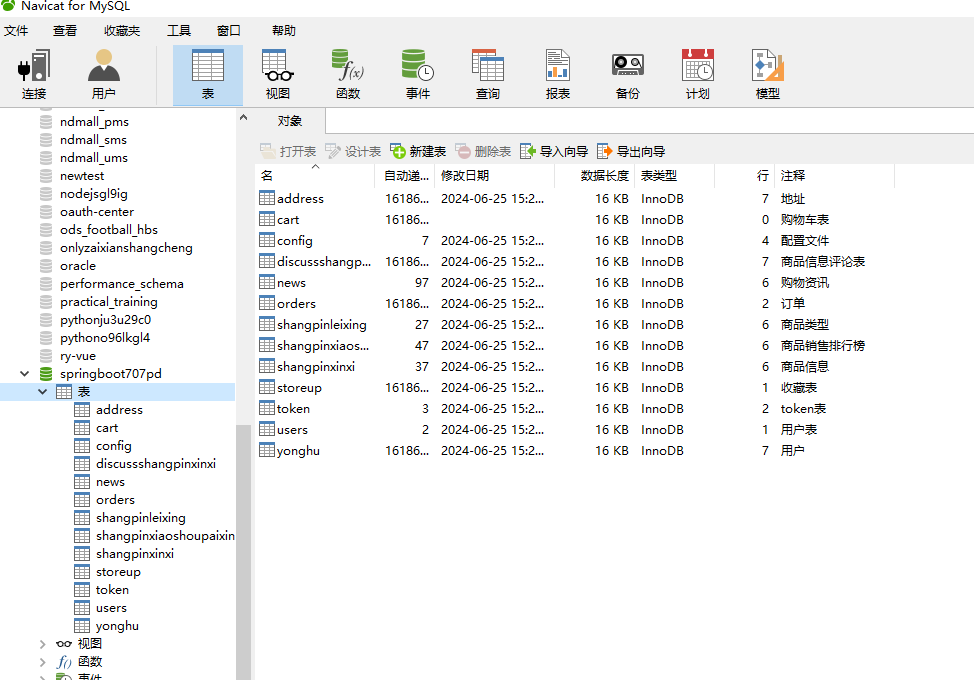 Navicat for MySQL
文件 查看 收藏夹 工具 窗口 帮助
连接 用户 表 视图 函数 事件 查询 报表 备份 计划 模型
ndmall_pms
ndmall_sms
ndmall_ums
newtest
nodejsgl9ig
oauth-center
ods_football_hbs
onlyzaixianshangcheng
oracle
performance_schema
practical_training
pythonju3u29c0
pythono96lkgl4
ry-vue
springboot707pd
表
address
cart
config
discussshangpinxinxi
news
orders
shangpinleixing
shangpinxiaoshoupaixin
shangpinxinxi
storeup
token
users
yonghu
视图
函数
事件
对象
打开表 设计表 新建表 删除表 导入向导 导出向导
名 自动递... 修改日期 数据长度 表类型 行 注释
address 16186... 2024-06-25 15:2... 16 KB InnoDB 7 地址
cart 16186... 16 KB InnoDB 0 购物车表
config 7 2024-06-25 15:2... 16 KB InnoDB 4 配置文件
discussshangp... 16186... 2024-06-25 15:2... 16 KB InnoDB 7 商品信息评论表
news 97 2024-06-25 15:2... 16 KB InnoDB 6 购物资讯
orders 16186... 2024-06-25 15:2... 16 KB InnoDB 2 订单
shangpinleixing 27 2024-06-25 15:2... 16 KB InnoDB 6 商品类型
shangpinxiaos... 47 2024-06-25 15:2... 16 KB InnoDB 6 商品销售排行榜
shangpinxinxi 37 2024-06-25 15:2... 16 KB InnoDB 6 商品信息
storeup 16186... 2024-06-25 15:2... 16 KB InnoDB 1 收藏表
token 3 2024-06-25 15:2... 16 KB InnoDB 2 token表
users 2 2024-06-25 15:2... 16 KB InnoDB 1 用户表
yonghu 16186... 2024-06-25 15:2... 16 KB InnoDB 7 用户